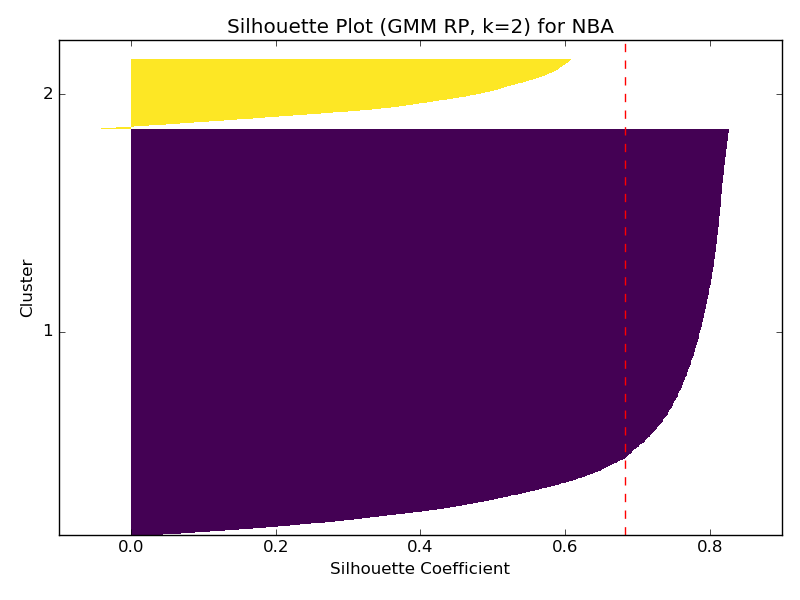 Silhouette Plot (GMM RP, k=2) for NBA
2
1
Cluster
0.0 0.2 0.4 0.6 0.8
Silhouette Coefficient